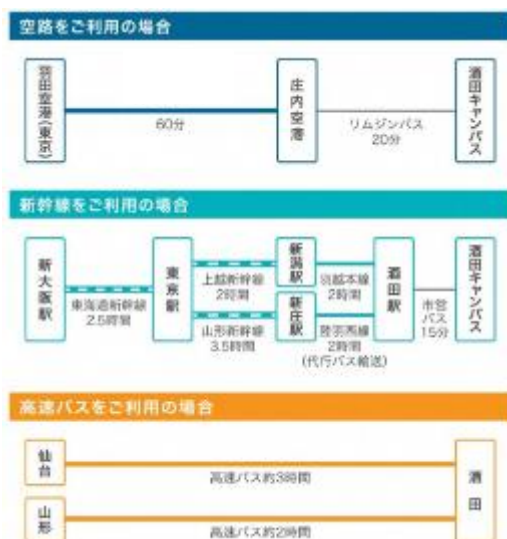 空路をご利用の場合
羽田空港(東京)
60分
庄内空港
リムジンバス
20分
酒田キャンパス
新幹線をご利用の場合
新大阪駅
東海道新幹線
2.5時間
東京駅
上越新幹線
2時間
新潟駅
羽越本線
2時間
山形新幹線
3.5時間
新庄駅
陸羽西線
2時間
(代行バス輸送)
酒田駅
市営
バス
15分
酒田キャンパス
高速バスをご利用の場合
仙台
高速バス約3時間
山形
高速バス約2時間
酒田